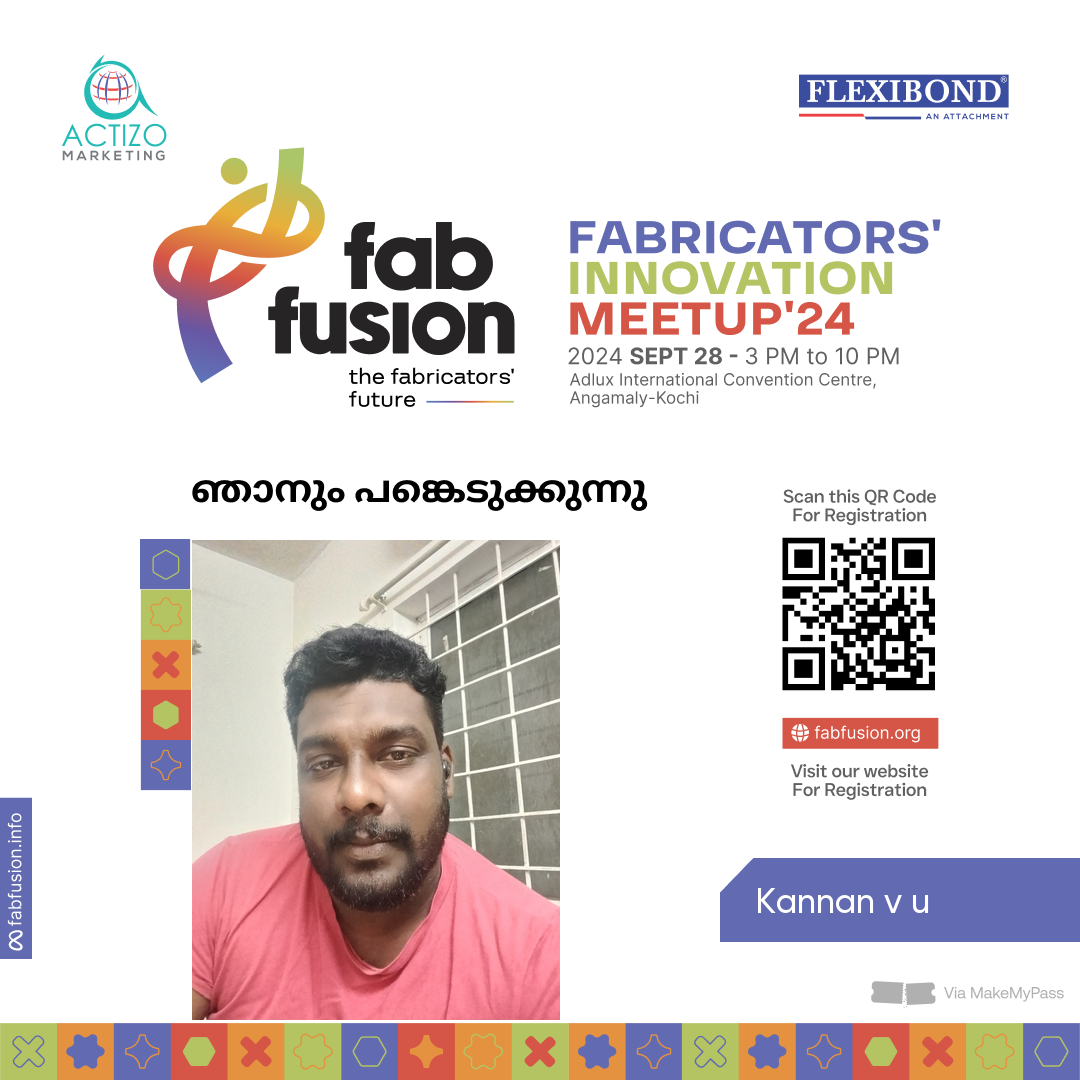 ACTIZO
MARKETING
FLEXIBOND®
AN ATTACHMENT
fab
fusion
the fabricators'
future
FABRICATORS'
INNOVATION
MEETUP'24
2024 SEPT 28 - 3 PM to 10 PM
Adlux International Convention Centre,
Angamaly-Kochi
ഞാനും പങ്കെടുക്കുന്നു
Scan this QR Code
For Registration
fabfusion.org
Visit our website
For Registration
fabfusion.info
Kannan v u
Via MakeMyPass